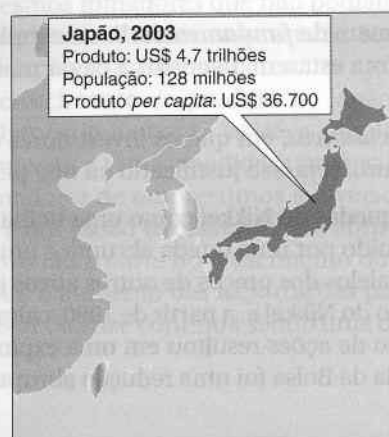 Japão, 2003
Produto: US$ 4,7 trilhões
População: 128 milhões
Produto per capita: US$ 36.700